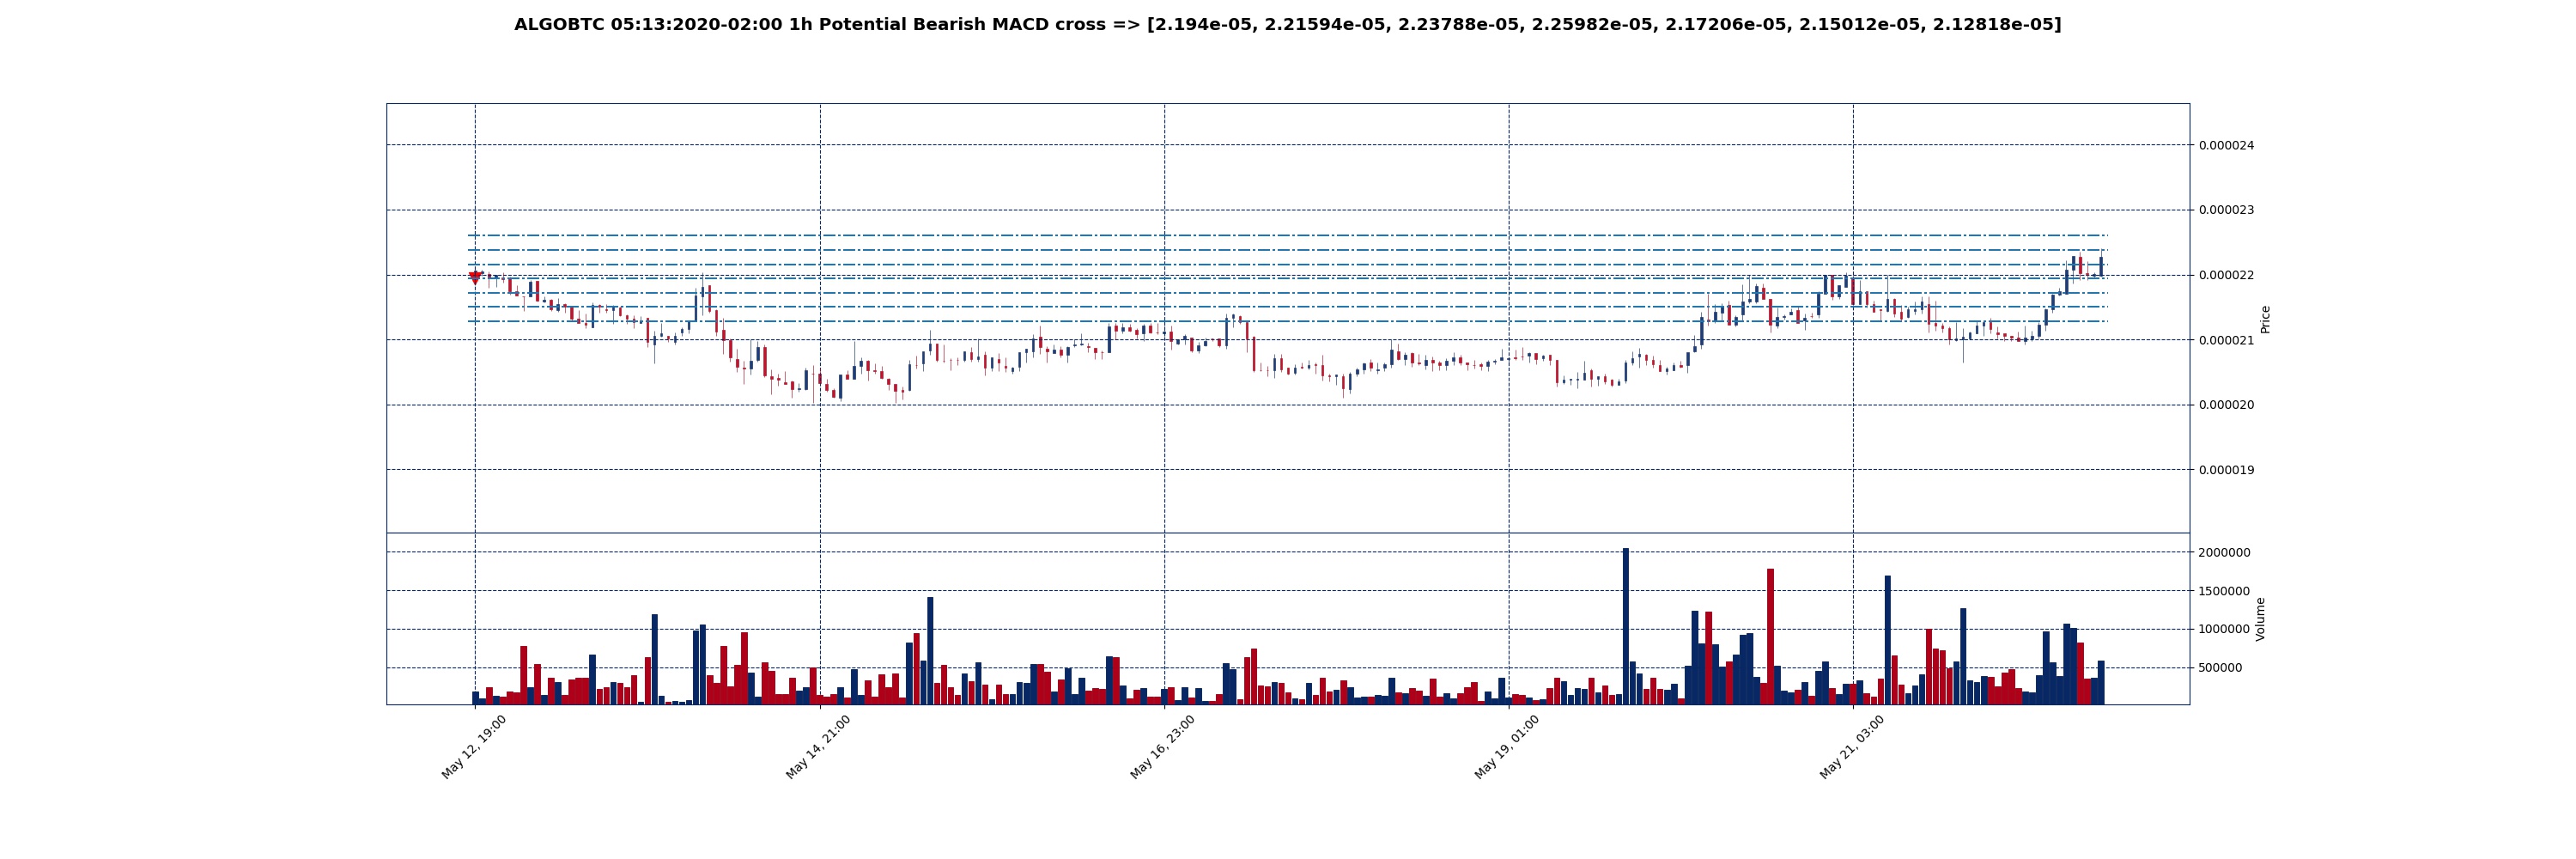 ALGOBTC 05:13:2020-02:00 1h Potential Bearish MACD cross => [2.194e-05, 2.21594e-05, 2.23788e-05, 2.25982e-05, 2.17206e-05, 2.15012e-05, 2.12818e-05]
0.000024
0.000023
0.000022
0.000021
0.000020
0.000019
Price
2000000
1500000
1000000
500000
Volume
May 12, 19:00
May 14, 21:00
May 16, 23:00
May 19, 01:00
May 21, 03:00